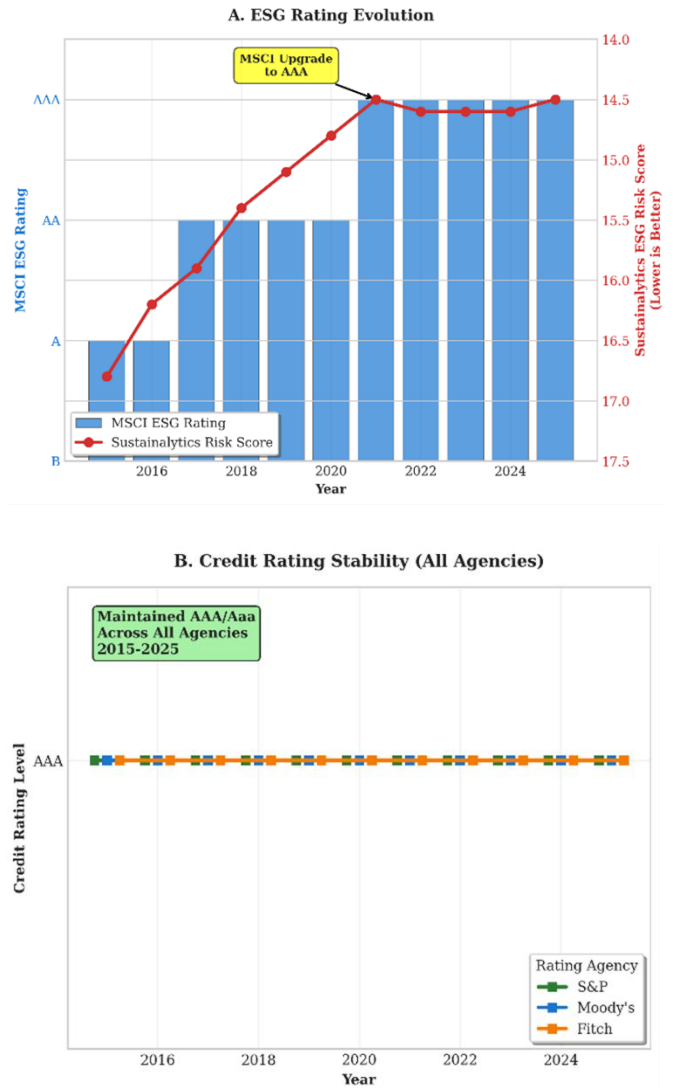 A. ESG Rating Evolution
MSCI Upgrade
to AAA
MSCI ESG Rating
AAA
AA
A
B
14.0
14.5
15.0
15.5
16.0
16.5
17.0
17.5
Sustainalytics ESG Risk Score
(Lower is Better)
MSCI ESG Rating
Sustainalytics Risk Score
2016
2018
2020
2022
2024
Year
B. Credit Rating Stability (All Agencies)
Maintained AAA/Aaa
Across All Agencies
2015-2025
Credit Rating Level
AAA
Rating Agency
S&P
Moody's
Fitch
2016
2018
2020
2022
2024
Year